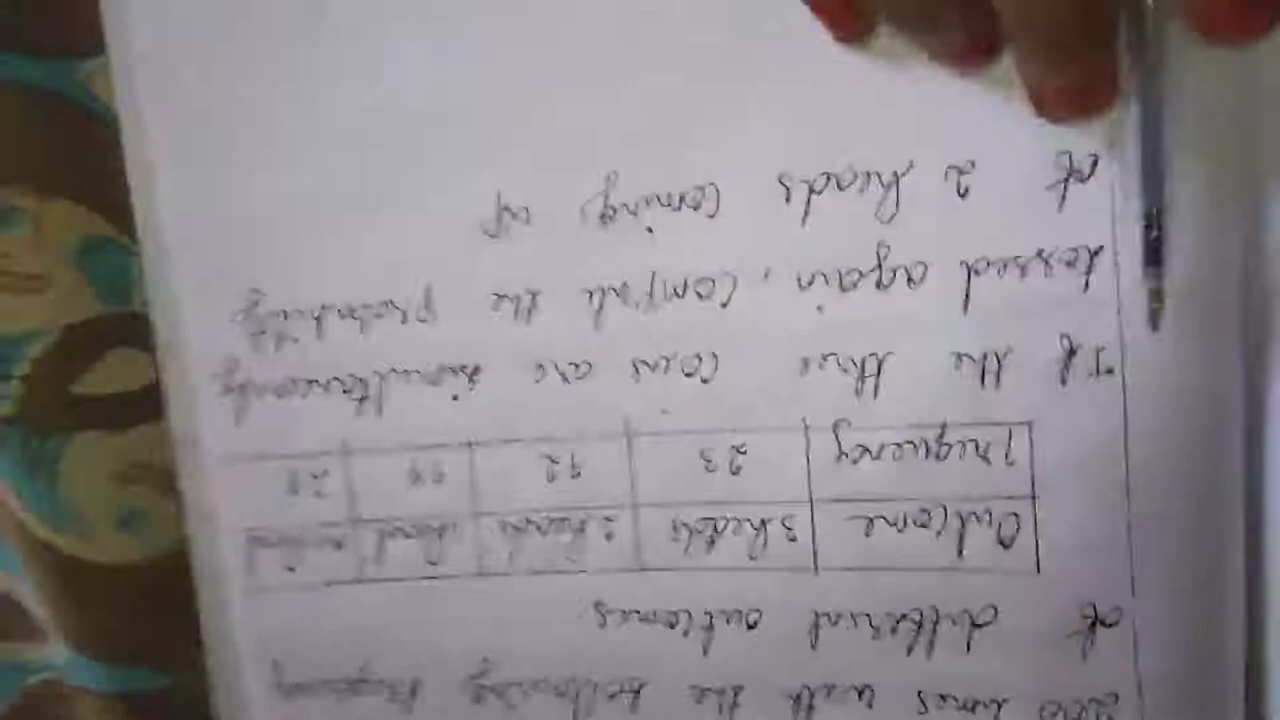 200 times with the following frequency
of different outcomes
Outcome 3 heads 2 heads
frequency 23 72
If the three coins are simultaneously
tossed again, compute the probability
of 2 heads coming up